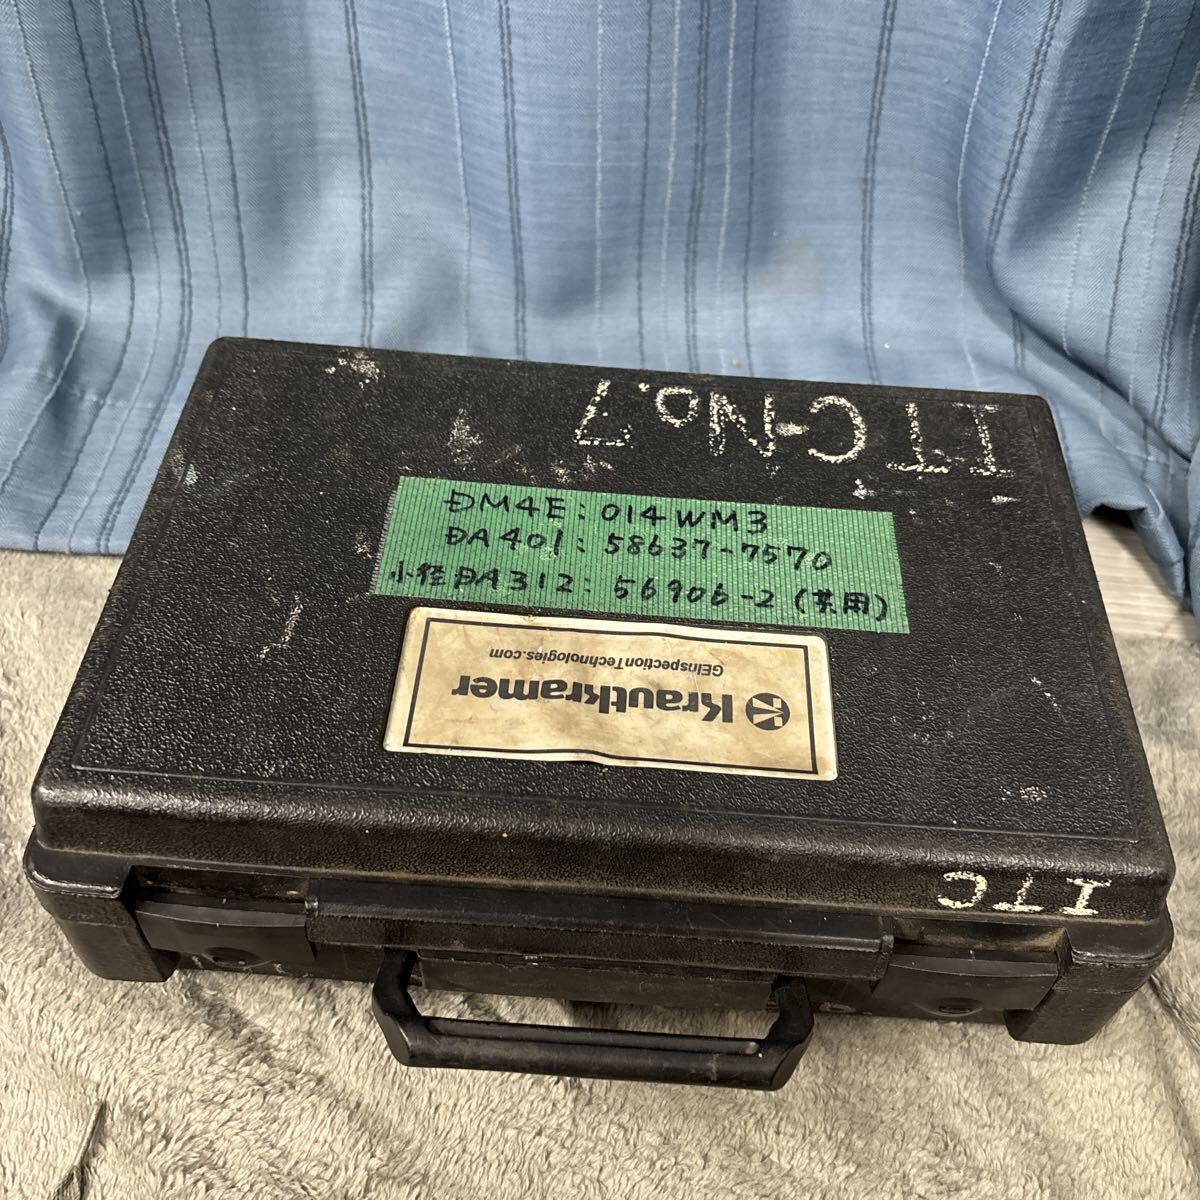 ITC-No.7
DM4E: 014WM3
DA401: 58637-7570
小径DA312: 56906-2 (兼用)
Krautkramer
GEInspectionTechnologies.com
ITC